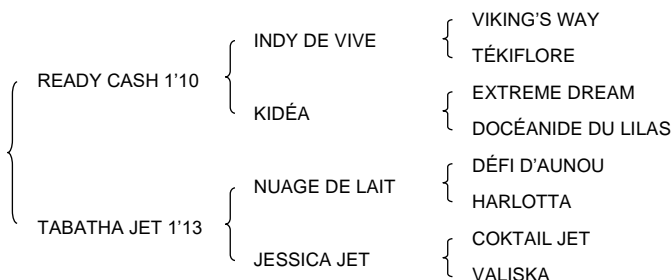 VIKING'S WAY
INDY DE VIVE
TÉKIFLORE
READY CASH 1'10
EXTREME DREAM
KIDÉA
DOCÉANIDE DU LILAS
DÉFI D'AUNOU
NUAGE DE LAIT
HARLOTTA
TABATHA JET 1'13
COKTAIL JET
JESSICA JET
VALISKA